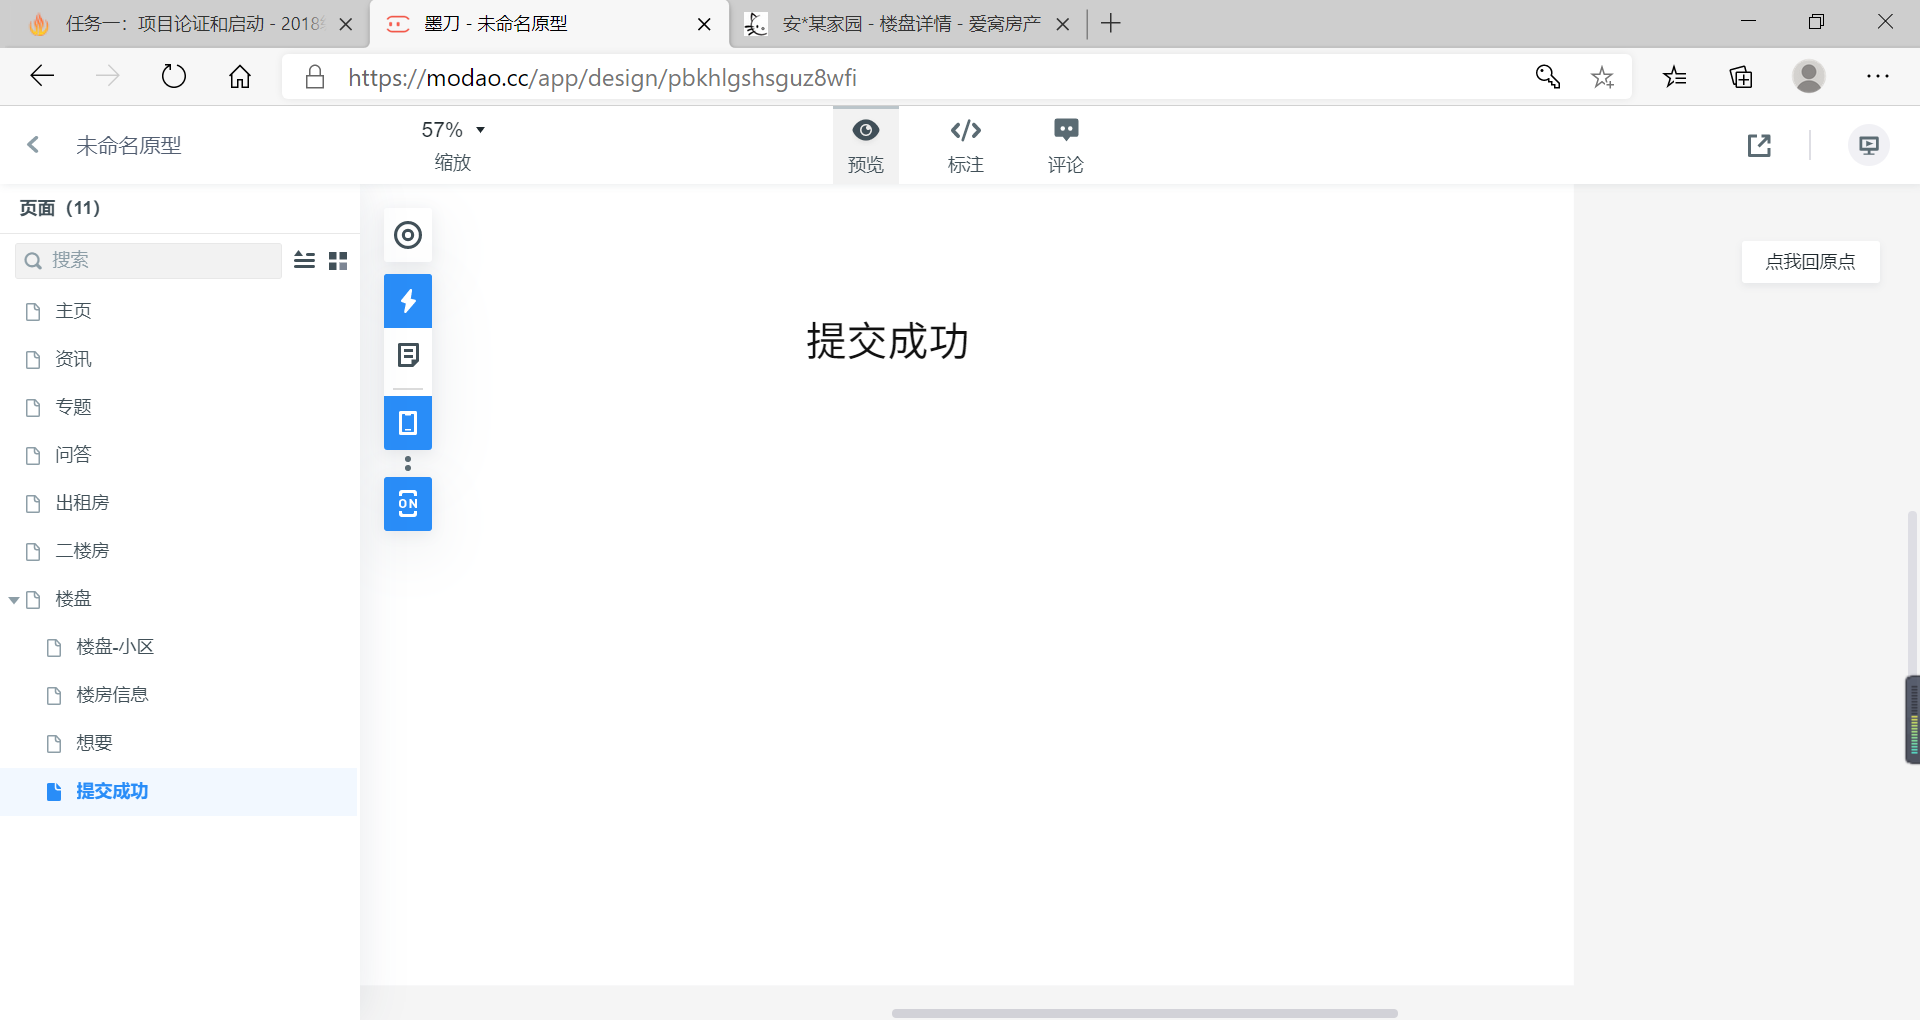 任务一：项目论证和启动 - 2018
墨刀 - 未命名原型
安*某家园 - 楼盘详情 - 爱窝房产
https://modao.cc/app/design/pbkhlgshsguz8wfi
未命名原型
57%
缩放
预览
标注
评论
页面（11）
搜索
主页
资讯
专题
问答
出租房
二楼房
楼盘
楼盘-小区
楼房信息
想要
提交成功
ON
提交成功
点我回原点